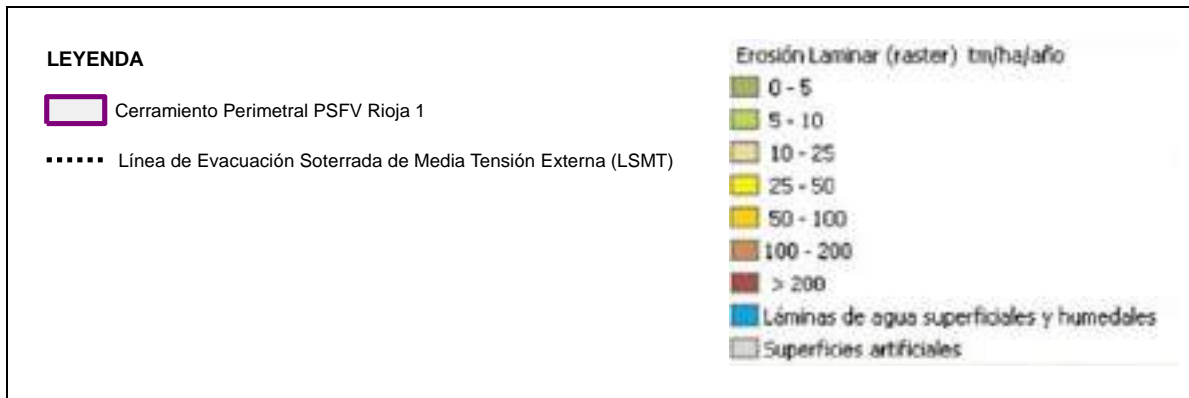 LEYENDA
Cerramiento Perimetral PSFV Rioja 1
Línea de Evacuación Soterrada de Media Tensión Externa (LSMT)
Erosión Laminar (raster) tm/ha/año
0 - 5
5 - 10
10 - 25
25 - 50
50 - 100
100 - 200
> 200
Láminas de agua superficiales y humedales
Superficies artificiales